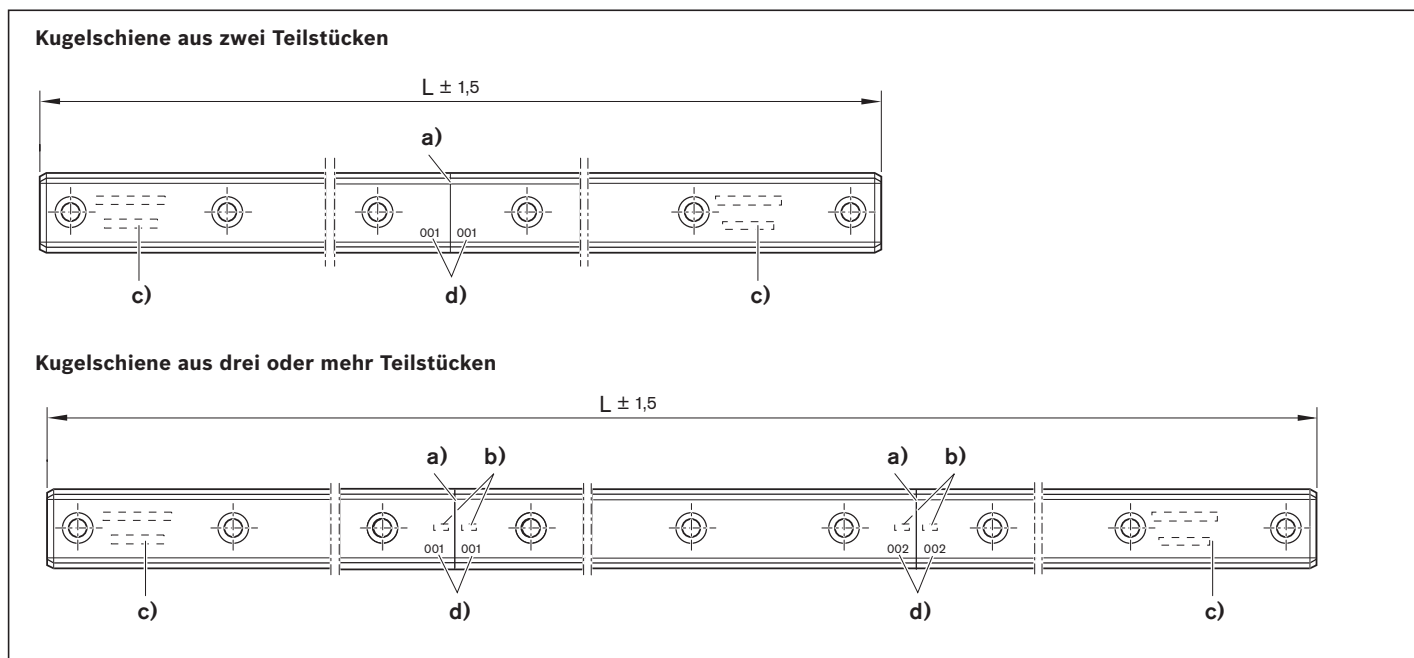 Kugelschiene aus zwei Teilstücken
L ± 1,5
a)
001 001
c) d) c)
Kugelschiene aus drei oder mehr Teilstücken
L ± 1,5
a) b) a) b)
001 001 002 002
c) d) d) c)